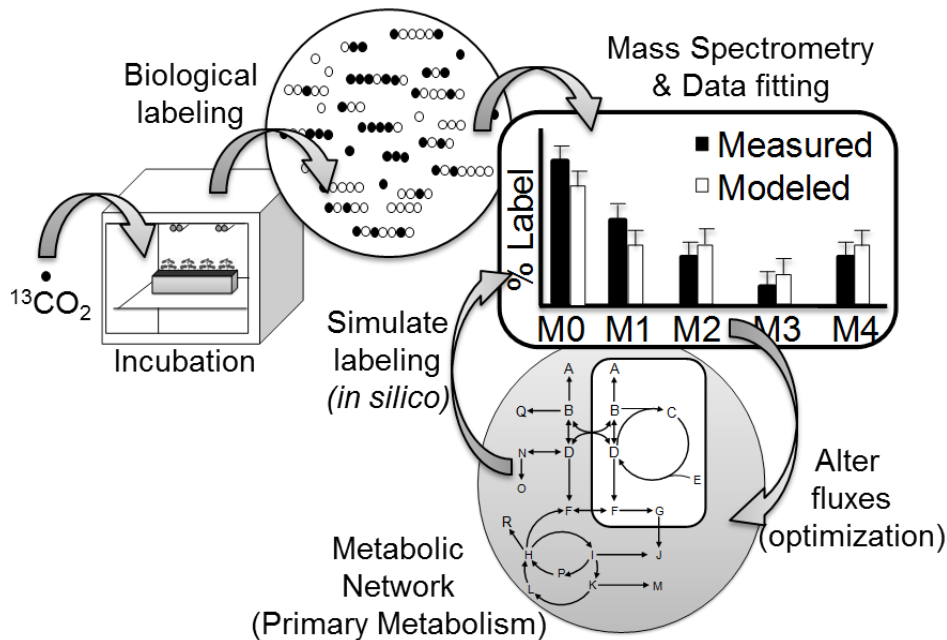 Biological
labeling
Mass Spectrometry
& Data fitting
Measured
Modeled
% Label
M0 M1 M2 M3 M4
¹³CO₂
Incubation
Simulate
labeling
(in silico)
Alter
fluxes
(optimization)
Metabolic
Network
(Primary Metabolism)
A A
Q B B C
N D D
E
O
F F G
R
H I J
P
L K M